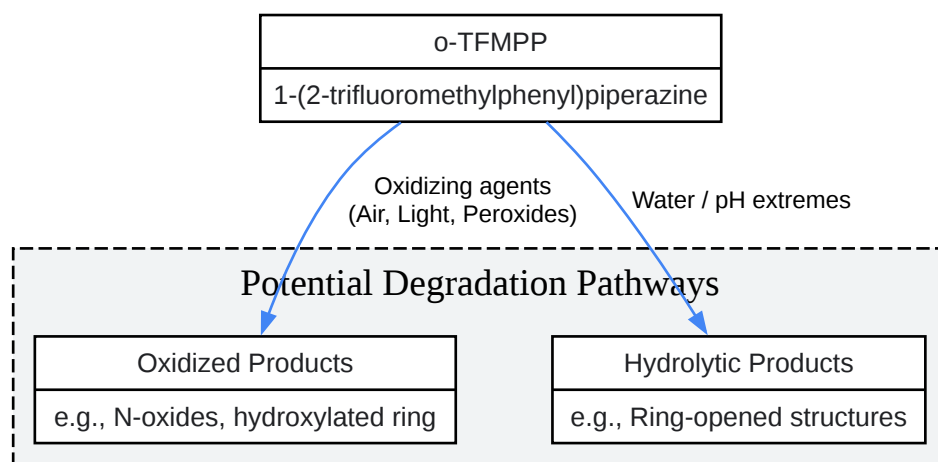 o-TFMPP
1-(2-trifluoromethylphenyl)piperazine
Oxidizing agents
(Air, Light, Peroxides)
Water / pH extremes
Potential Degradation Pathways
Oxidized Products
e.g., N-oxides, hydroxylated ring
Hydrolytic Products
e.g., Ring-opened structures